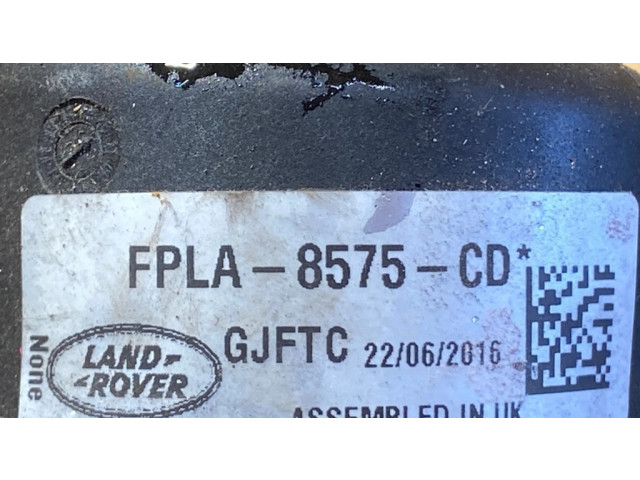 FPLA-8575-CD*
GJFTC 22/06/2016
None
LAND-
-ROVER
ASSEMBLED IN UK